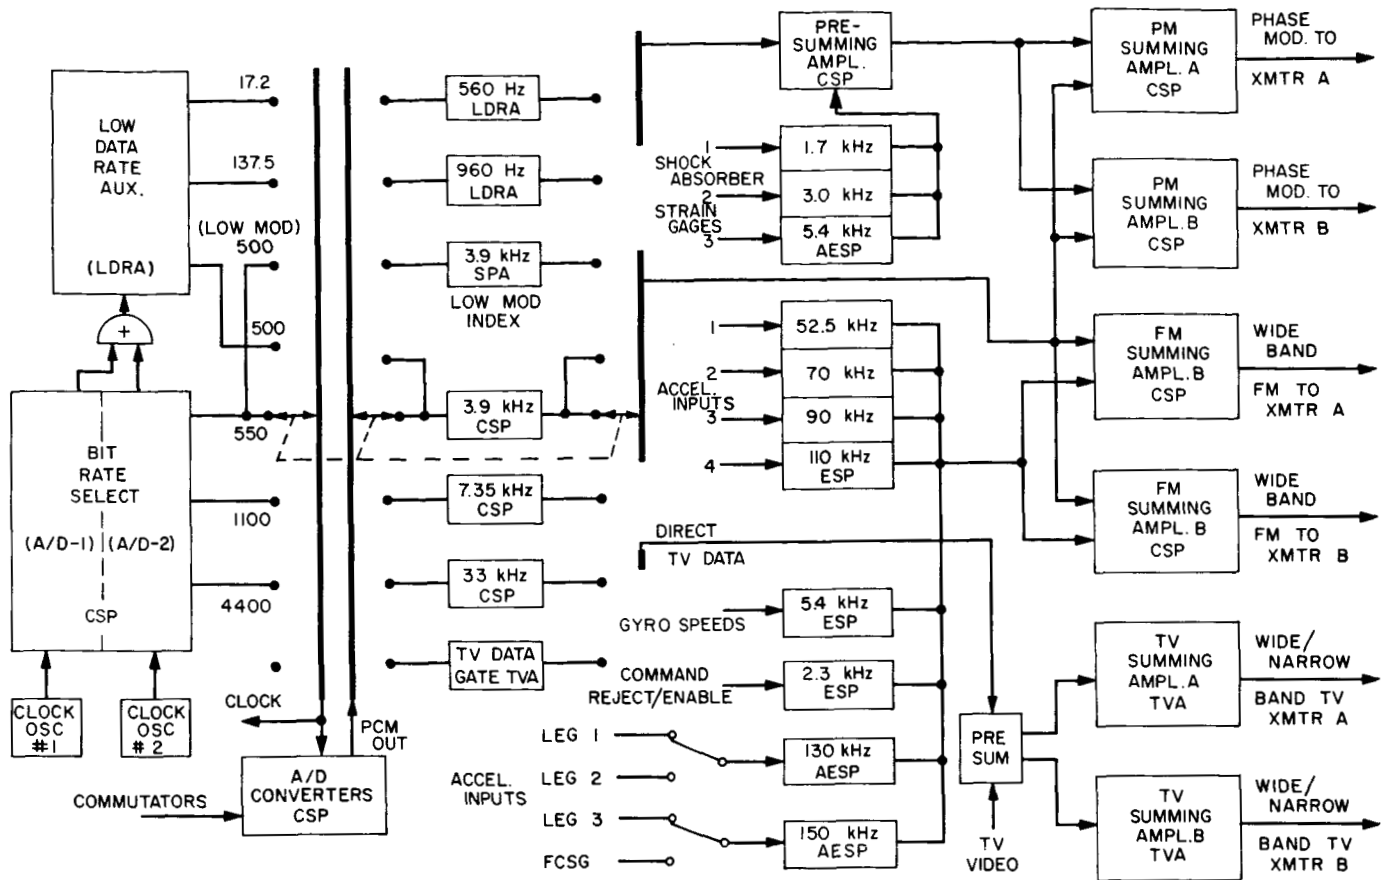 LOW
DATA
RATE
AUX.
(LDRA)
17.2
137.5
(LOW MOD)
500
500
+
BIT
RATE
SELECT
(A/D-1)
(A/D-2)
CSP
550
1100
4400
CLOCK
OSC
#1
CLOCK
OSC
# 2
CLOCK
PCM
OUT
COMMUTATORS
A/D
CONVERTERS
CSP
560 Hz
LDRA
960 Hz
LDRA
3.9 kHz
SPA
LOW MOD
INDEX
3.9 kHz
CSP
7.35 kHz
CSP
33 kHz
CSP
TV DATA
GATE TVA
PRE-
SUMMING
AMPL.
CSP
1
SHOCK
ABSORBER
2
STRAIN
GAGES
3
1.7 kHz
3.0 kHz
5.4 kHz
AESP
1
2
ACCEL.
INPUTS
3
4
52.5 kHz
70 kHz
90 kHz
110 kHz
ESP
DIRECT
TV DATA
GYRO SPEEDS
5.4 kHz
ESP
COMMAND
REJECT/ENABLE
2.3 kHz
ESP
ACCEL.
INPUTS
LEG 1
LEG 2
LEG 3
FCSG
130 kHz
AESP
150 kHz
AESP
PRE
SUM
TV
VIDEO
PM
SUMMING
AMPL. A
CSP
PHASE
MOD. TO
XMTR A
PM
SUMMING
AMPL.B
CSP
PHASE
MOD. TO
XMTR B
FM
SUMMING
AMPL.B
CSP
WIDE
BAND
FM TO
XMTR A
FM
SUMMING
AMPL.B
CSP
WIDE
BAND
FM TO
XMTR B
TV
SUMMING
AMPL.A
TVA
WIDE/
NARROW
BAND TV
XMTR A
TV
SUMMING
AMPL.B
TVA
WIDE/
NARROW
BAND TV
XMTR B